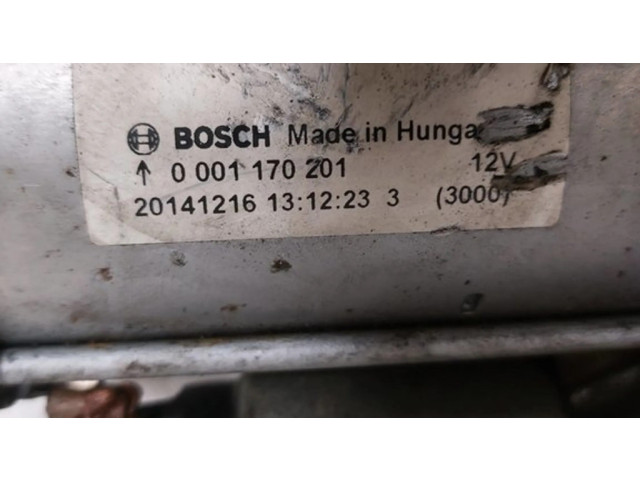 BOSCH Made in Hunga
↑ 0 001 170 201 12V
20141216 13:12:23 3 (3000)